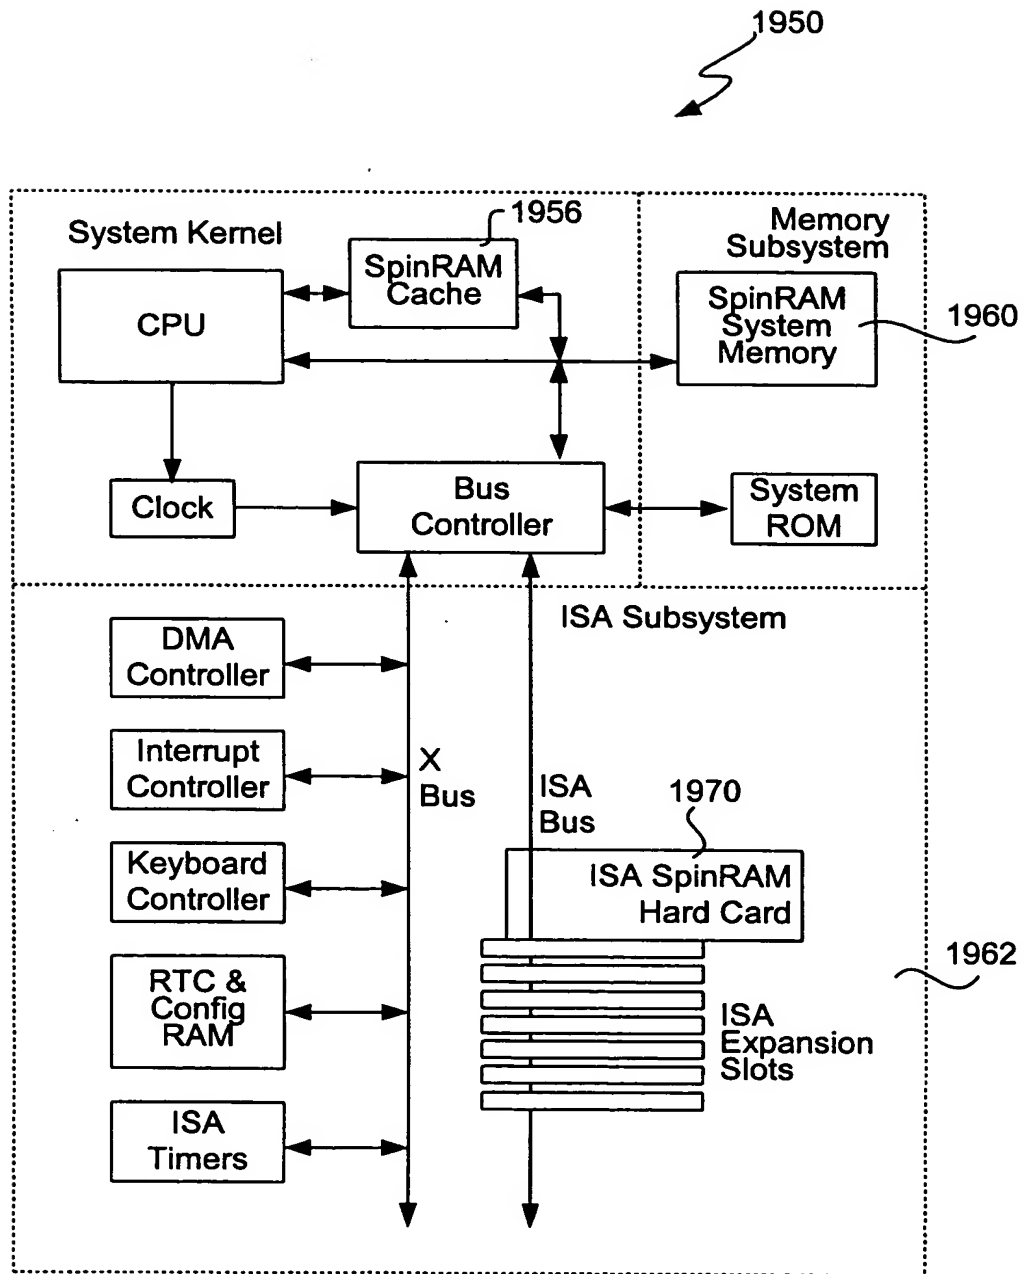 1950
System Kernel
1956
SpinRAM
Cache
CPU
Memory
Subsystem
SpinRAM
System
Memory
1960
Clock
Bus
Controller
System
ROM
ISA Subsystem
DMA
Controller
Interrupt
Controller
X
Bus
ISA
Bus
1970
Keyboard
Controller
ISA SpinRAM
Hard Card
1962
RTC &
Config
RAM
ISA
Expansion
Slots
ISA
Timers